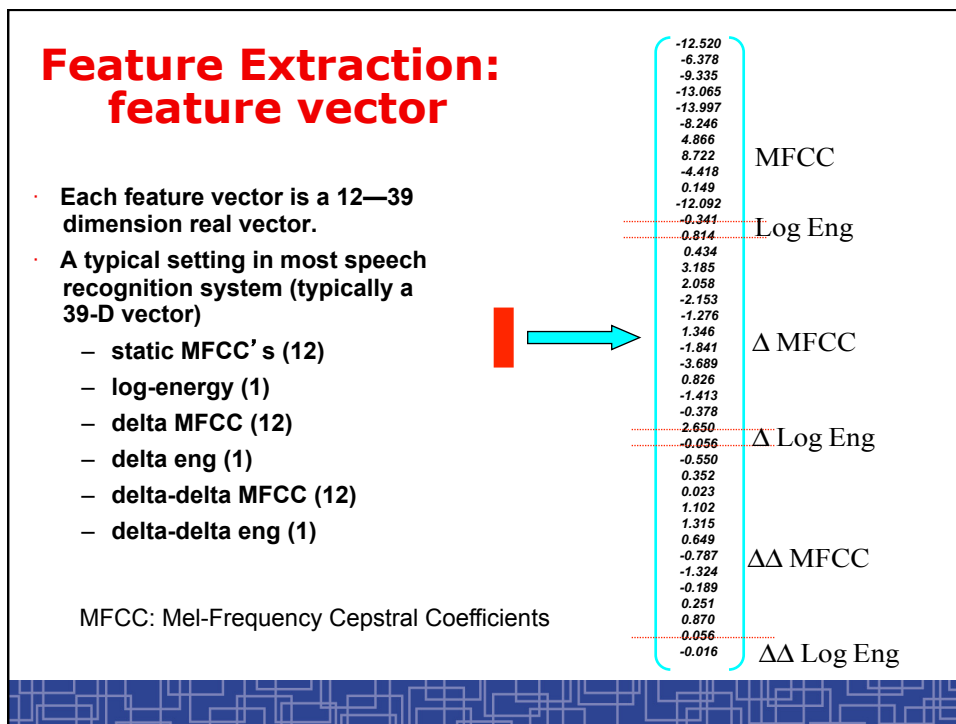 Feature Extraction:
feature vector
· Each feature vector is a 12—39
dimension real vector.
· A typical setting in most speech
recognition system (typically a
39-D vector)
– static MFCC's (12)
– log-energy (1)
– delta MFCC (12)
– delta eng (1)
– delta-delta MFCC (12)
– delta-delta eng (1)
MFCC: Mel-Frequency Cepstral Coefficients
-12.520
-6.378
-9.335
-13.065
-13.997
-8.246
4.866
8.722
-4.418
0.149
-12.092
-0.341
0.814
0.434
3.185
2.058
-2.153
-1.276
1.346
-1.841
-3.689
0.826
-1.413
-0.378
2.650
-0.056
-0.550
0.352
0.023
1.102
1.315
0.649
-0.787
-1.324
-0.189
0.251
0.870
0.056
-0.016
MFCC
Log Eng
Δ MFCC
Δ Log Eng
ΔΔ MFCC
ΔΔ Log Eng